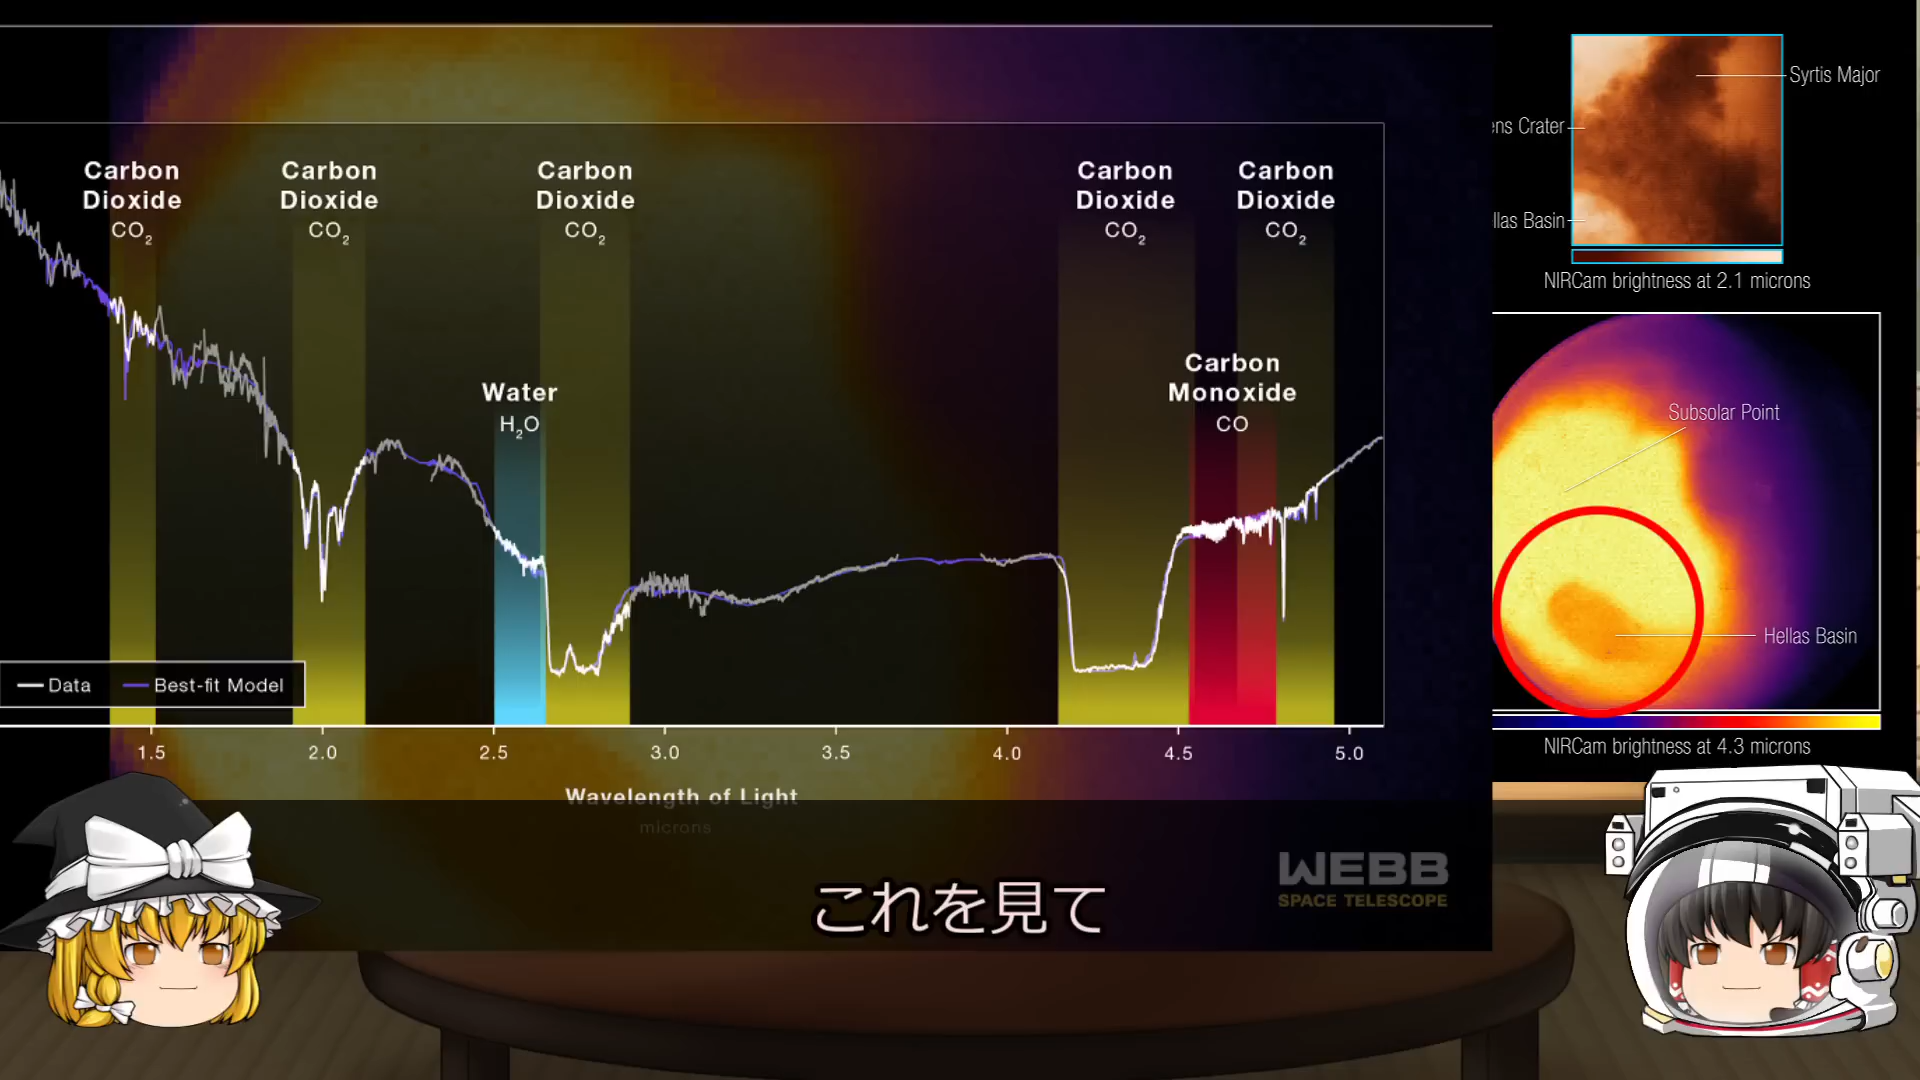 Carbon
Dioxide
CO₂
Carbon
Dioxide
CO₂
Carbon
Dioxide
CO₂
Carbon
Dioxide
CO₂
Carbon
Dioxide
CO₂
Water
H₂O
Carbon
Monoxide
CO
Data
Best-fit Model
1.5 2.0 2.5 3.0 3.5 4.0 4.5 5.0
Wavelength of Light
microns
WEBB
SPACE TELESCOPE
Syrtis Major
Crater
Basin
NIRCam brightness at 2.1 microns
Subsolar Point
Hellas Basin
NIRCam brightness at 4.3 microns
これを見て